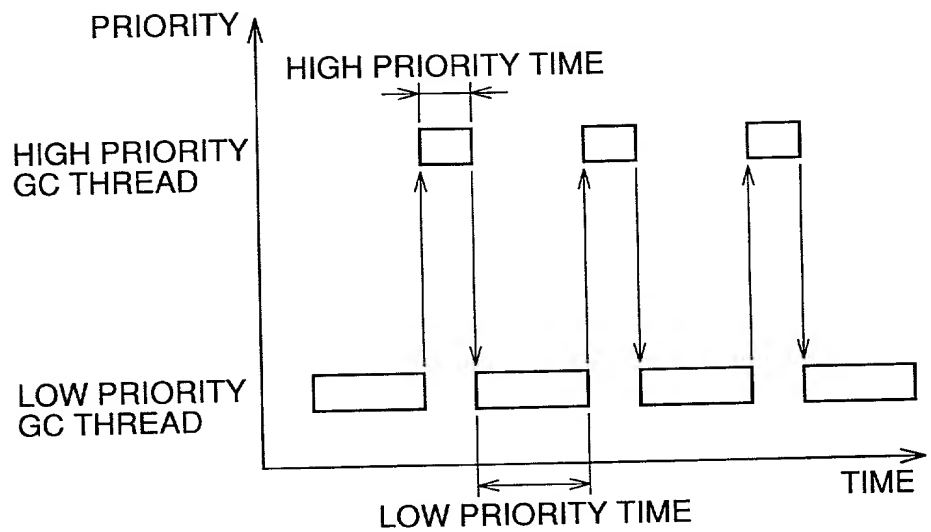 PRIORITY
HIGH PRIORITY TIME
HIGH PRIORITY
GC THREAD
LOW PRIORITY
GC THREAD
TIME
LOW PRIORITY TIME